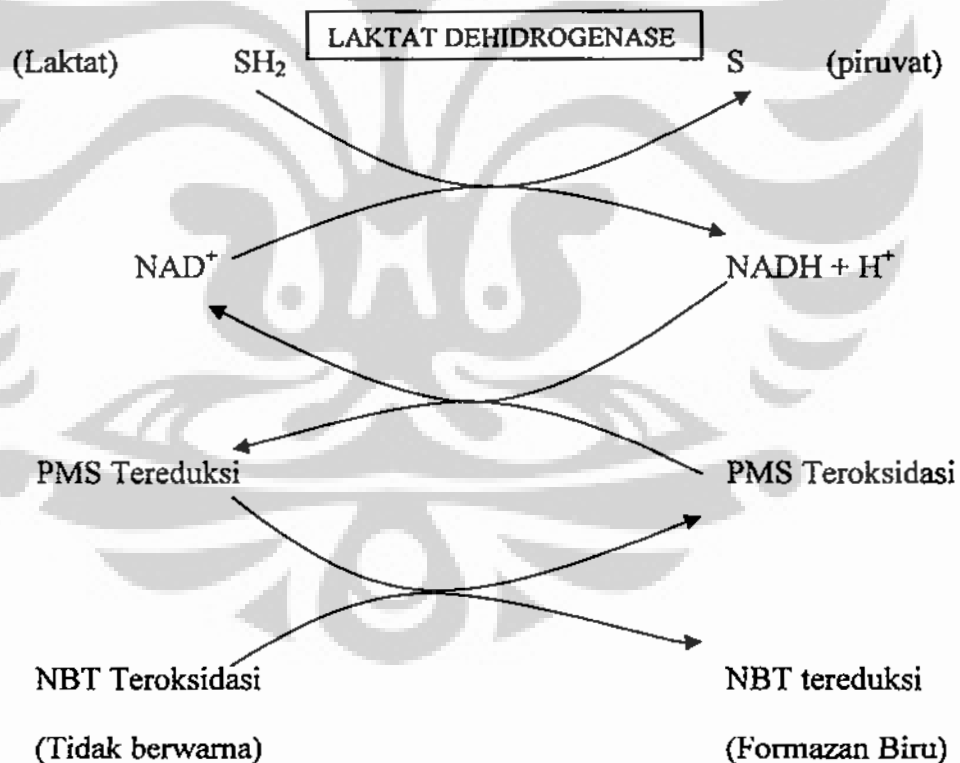 LAKTAT DEHIDROGENASE
(Laktat) SH₂ S (piruvat)
NAD⁺ NADH + H⁺
PMS Tereduksi PMS Teroksidasi
NBT Teroksidasi NBT tereduksi
(Tidak berwarna) (Formazan Biru)